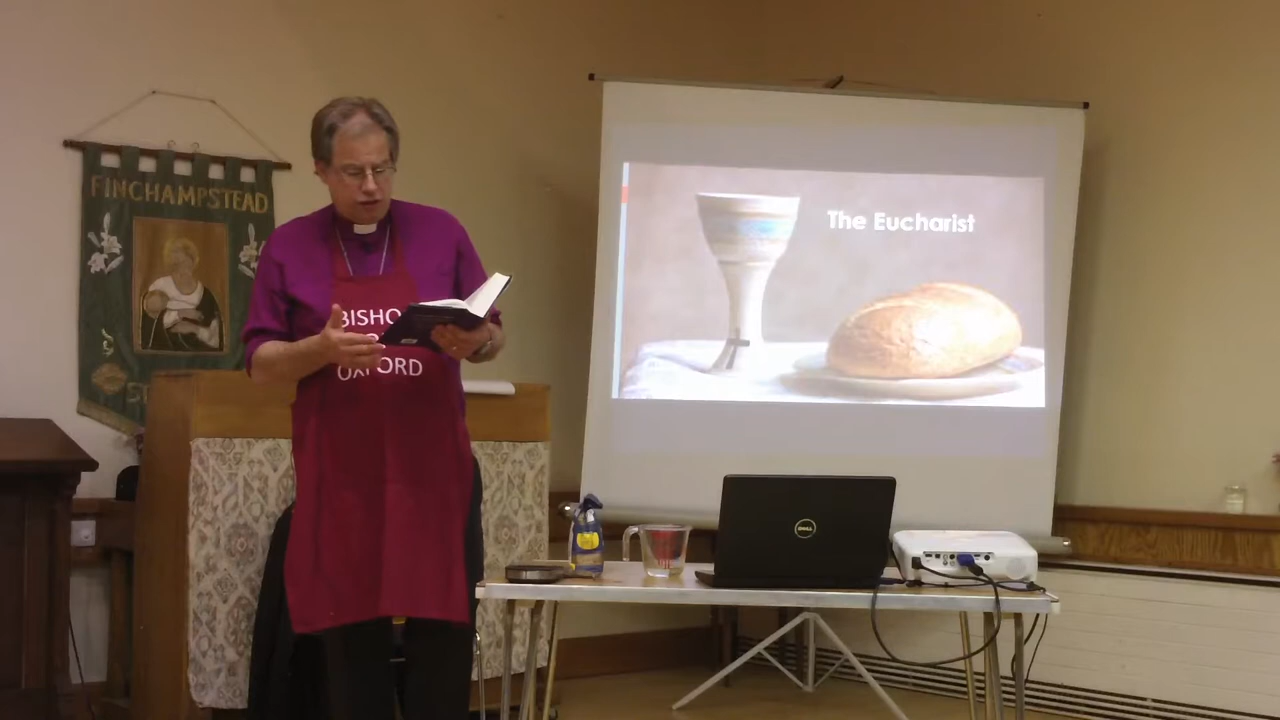 FINCHAMPSTEAD
The Eucharist
BISHO
OXFORD
DELL